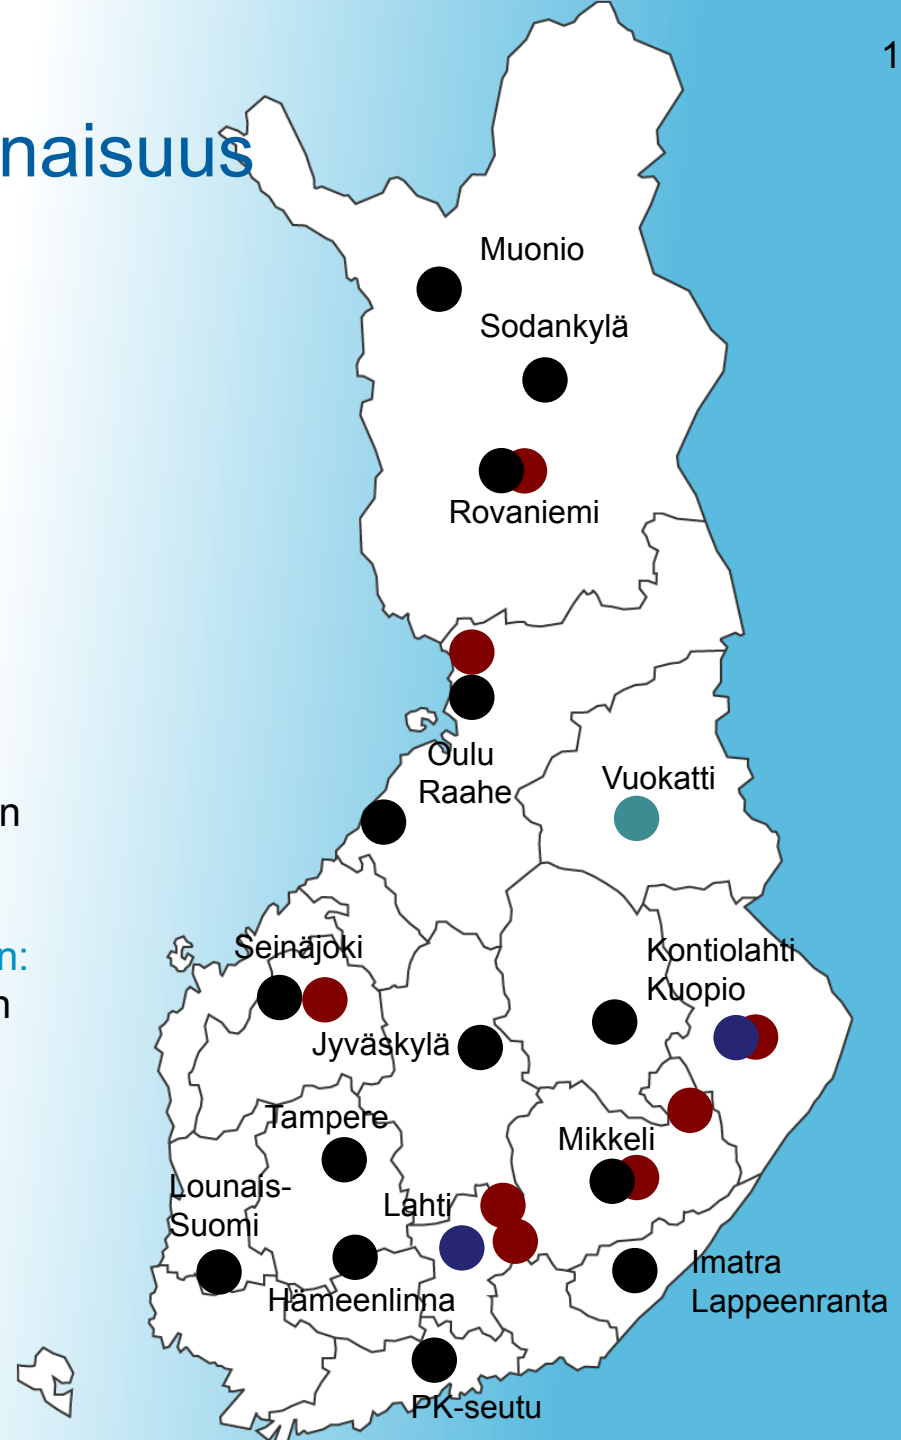 1
naisuus
Muonio
Sodankylä
Rovaniemi
Oulu
Raahe
Vuokatti
n
Seinäjoki
n:
n
Kontiolahti
Kuopio
Jyväskylä
Tampere
Mikkeli
Lounais-
Suomi
Lahti
Hämeenlinna
Imatra
Lappeenranta
PK-seutu